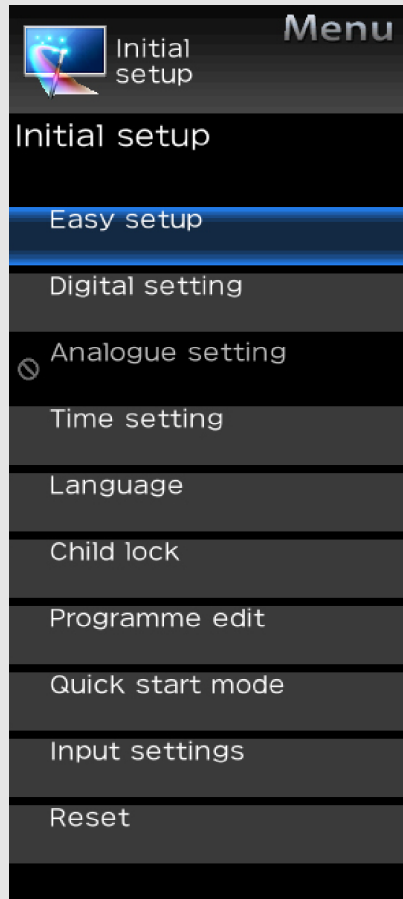 Menu
Initial
setup
Initial setup
Easy setup
Digital setting
Analogue setting
Time setting
Language
Child lock
Programme edit
Quick start mode
Input settings
Reset